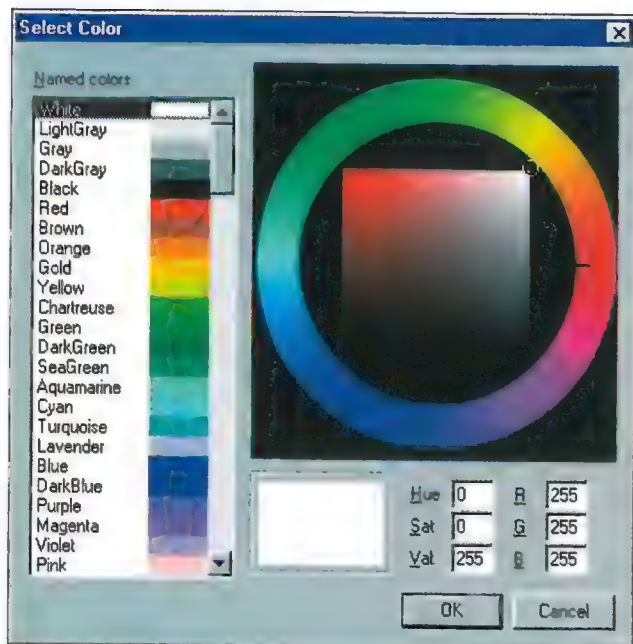 Select Color
Named colors
White
LightGray
Gray
DarkGray
Black
Red
Brown
Orange
Gold
Yellow
Chartreuse
Green
DarkGreen
SeaGreen
Aquamarine
Cyan
Turquoise
Lavender
Blue
DarkBlue
Purple
Magenta
Violet
Pink
Hue 0 R 255
Sat 0 G 255
Val 255 B 255
OK Cancel